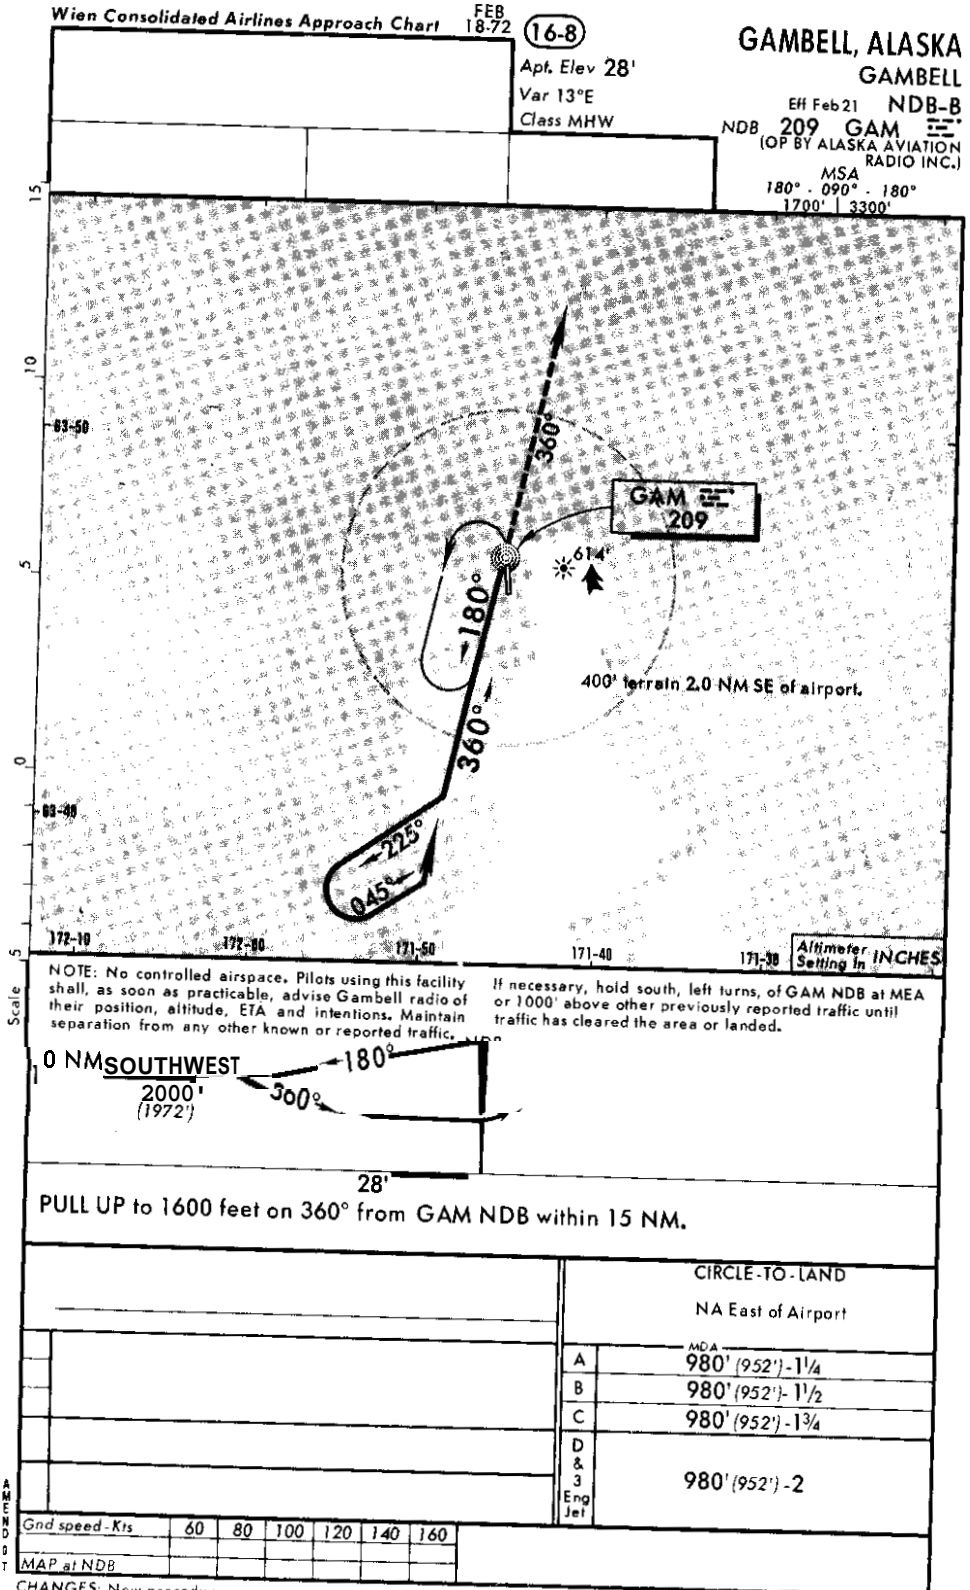 Wien Consolidated Airlines Approach Chart
FEB
18-72
16-8
Apt. Elev 28'
Var 13°E
Class MHW
GAMBELL, ALASKA
GAMBELL
Eff Feb 21 NDB-B
NDB 209 GAM
(OP BY ALASKA AVIATION
RADIO INC.)
MSA
180° - 090° - 180°
1700' 3300'
15
10
5
0
5
Scale
63-50
63-40
360°
GAM
209
614'
180°
400' terrain 2.0 NM SE of airport.
360°
225°
045°
172-10
172-00
171-50
171-40
171-30
Altimeter
Setting in INCHES
NOTE: No controlled airspace. Pilots using this facility
shall, as soon as practicable, advise Gambell radio of
their position, altitude, ETA and intentions. Maintain
separation from any other known or reported traffic.
If necessary, hold south, left turns, of GAM NDB at MEA
or 1000' above other previously reported traffic until
traffic has cleared the area or landed.
0 NM SOUTHWEST
2000'
(1972')
180°
360°
28'
PULL UP to 1600 feet on 360° from GAM NDB within 15 NM.
CIRCLE-TO-LAND
NA East of Airport
MDA
A 980' (952')-1 1/4
B 980' (952')-1 1/2
C 980' (952')-1 3/4
D
&
3
Eng
Jet
980' (952')-2
AMENDDT
Gnd speed-Kts 60 80 100 120 140 160
MAP at NDB
CHANGES: New